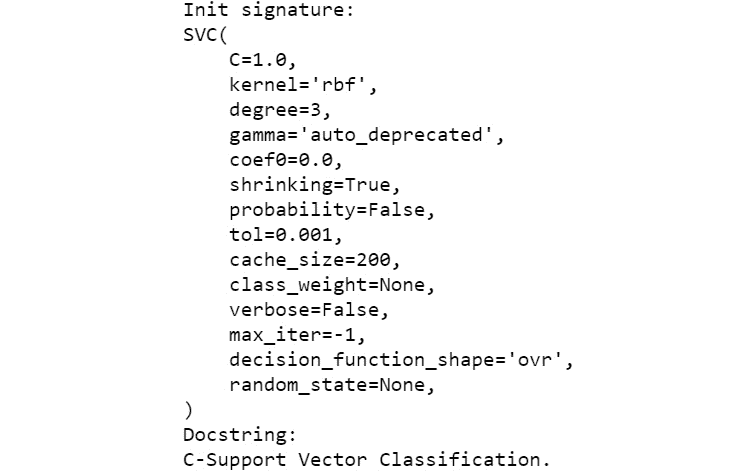 Init signature:
SVC(
    C=1.0,
    kernel='rbf',
    degree=3,
    gamma='auto_deprecated',
    coef0=0.0,
    shrinking=True,
    probability=False,
    tol=0.001,
    cache_size=200,
    class_weight=None,
    verbose=False,
    max_iter=-1,
    decision_function_shape='ovr',
    random_state=None,
)
Docstring:
C-Support Vector Classification.